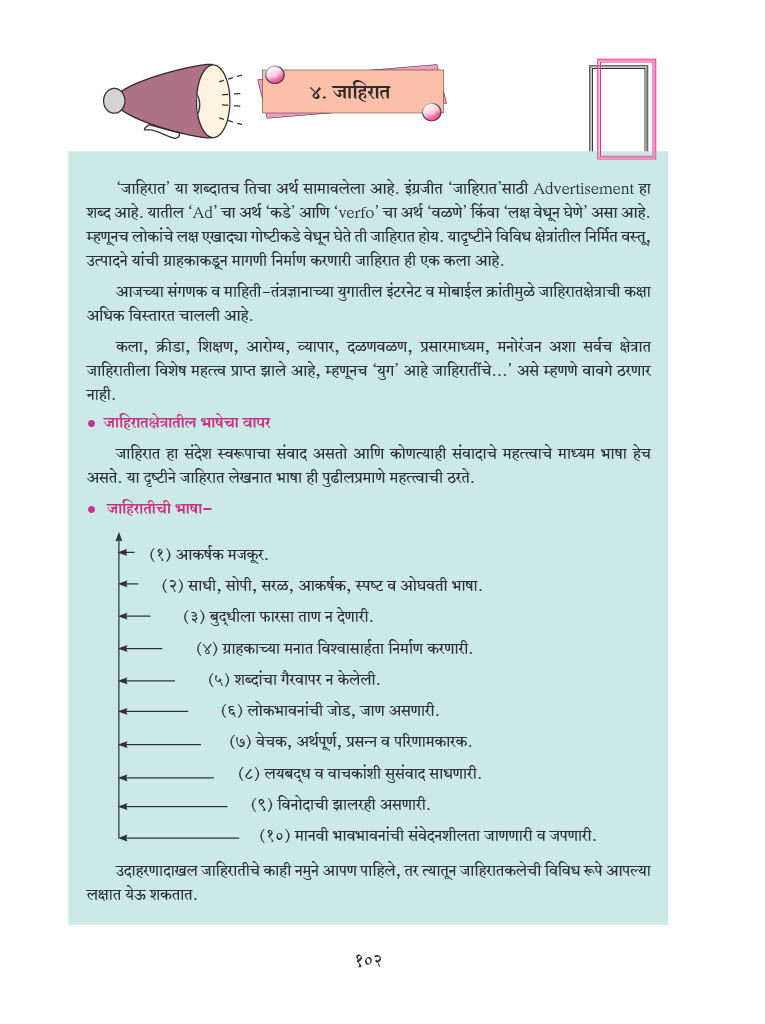 ४. जाहिरात
‘जाहिरात’ या शब्दातच तिचा अर्थ सामावलेला आहे. इंग्रजीत ‘जाहिरात’साठी Advertisement हा
शब्द आहे. यातील ‘Ad’ चा अर्थ ‘कडे’ आणि ‘verfo’ चा अर्थ ‘वळणे’ किंवा ‘लक्ष वेधून घेणे’ असा आहे.
म्हणूनच लोकांचे लक्ष एखाद्या गोष्टीकडे वेधून घेते ती जाहिरात होय. यादृष्टीने विविध क्षेत्रांतील निर्मित वस्तू,
उत्पादने यांची ग्राहकाकडून मागणी निर्माण करणारी जाहिरात ही एक कला आहे.
आजच्या संगणक व माहिती-तंत्रज्ञानाच्या युगातील इंटरनेट व मोबाईल क्रांतीमुळे जाहिरातक्षेत्राची कक्षा
अधिक विस्तारत चालली आहे.
कला, क्रीडा, शिक्षण, आरोग्य, व्यापार, दळणवळण, प्रसारमाध्यम, मनोरंजन अशा सर्वच क्षेत्रात
जाहिरातीला विशेष महत्त्व प्राप्त झाले आहे, म्हणूनच ‘युग’ आहे जाहिरातींचे...’ असे म्हणणे वावगे ठरणार
नाही.
• जाहिरातक्षेत्रातील भाषेचा वापर
जाहिरात हा संदेश स्वरूपाचा संवाद असतो आणि कोणत्याही संवादाचे महत्त्वाचे माध्यम भाषा हेच
असते. या दृष्टीने जाहिरात लेखनात भाषा ही पुढीलप्रमाणे महत्त्वाची ठरते.
• जाहिरातीची भाषा-
(१) आकर्षक मजकूर.
(२) साधी, सोपी, सरळ, आकर्षक, स्पष्ट व ओघवती भाषा.
(३) बुद्धीला फारसा ताण न देणारी.
(४) ग्राहकाच्या मनात विश्वासार्हता निर्माण करणारी.
(५) शब्दांचा गैरवापर न केलेली.
(६) लोकभावनांची जोड, जाण असणारी.
(७) वेचक, अर्थपूर्ण, प्रसन्न व परिणामकारक.
(८) लयबद्ध व वाचकांशी सुसंवाद साधणारी.
(९) विनोदाची झालरही असणारी.
(१०) मानवी भावभावनांची संवेदनशीलता जाणणारी व जपणारी.
उदाहरणादाखल जाहिरातीचे काही नमुने आपण पाहिले, तर त्यातून जाहिरातकलेची विविध रूपे आपल्या
लक्षात येऊ शकतात.
१०२